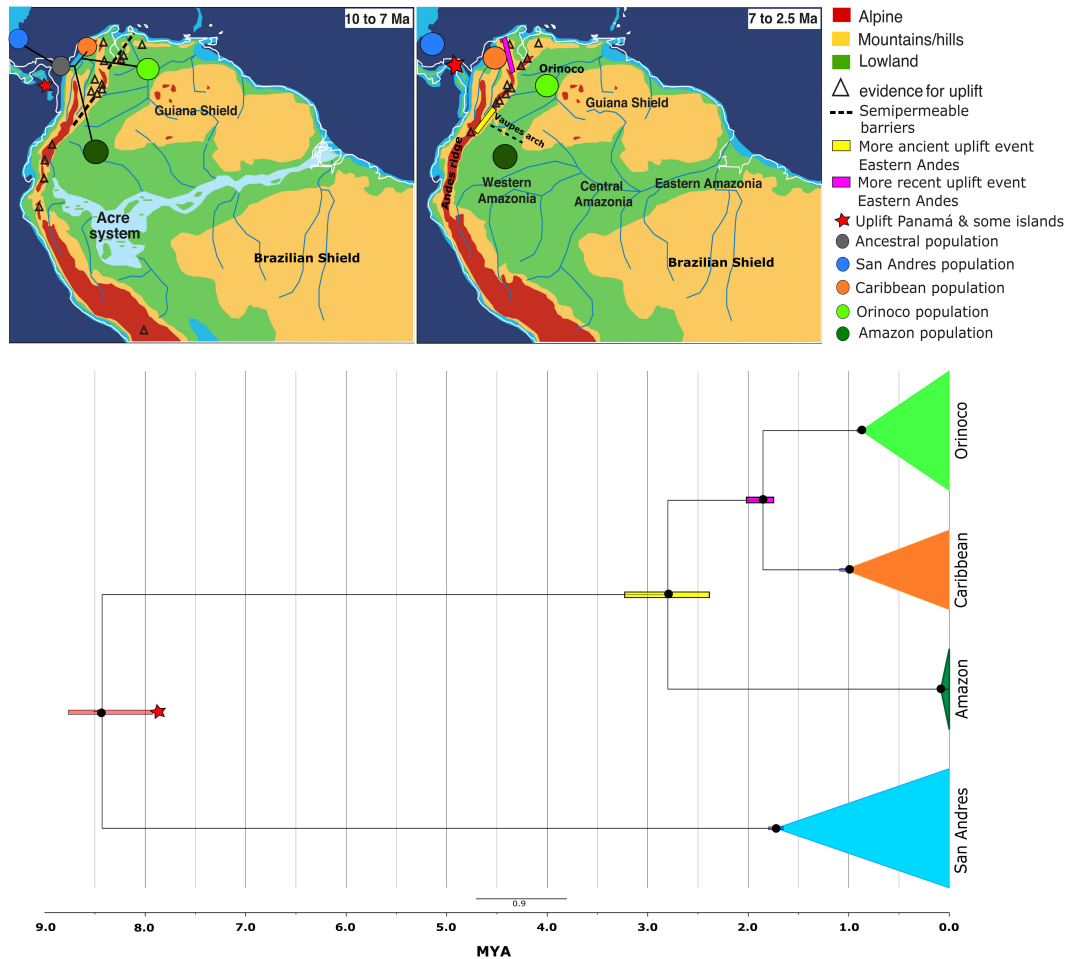 10 to 7 Ma
Guiana Shield
Acre
system
Brazilian Shield
7 to 2.5 Ma
Orinoco
Guiana Shield
Vaupes arch
Andes ridge
Western
Amazonia
Central
Amazonia
Eastern Amazonia
Brazilian Shield
Alpine
Mountains/hills
Lowland
evidence for uplift
Semipermeable
barriers
More ancient uplift event
Eastern Andes
More recent uplift event
Eastern Andes
Uplift Panamá & some islands
Ancestral population
San Andres population
Caribbean population
Orinoco population
Amazon population
Orinoco
Caribbean
Amazon
San Andres
0.9
9.0 8.0 7.0 6.0 5.0 4.0 3.0 2.0 1.0 0.0
MYA